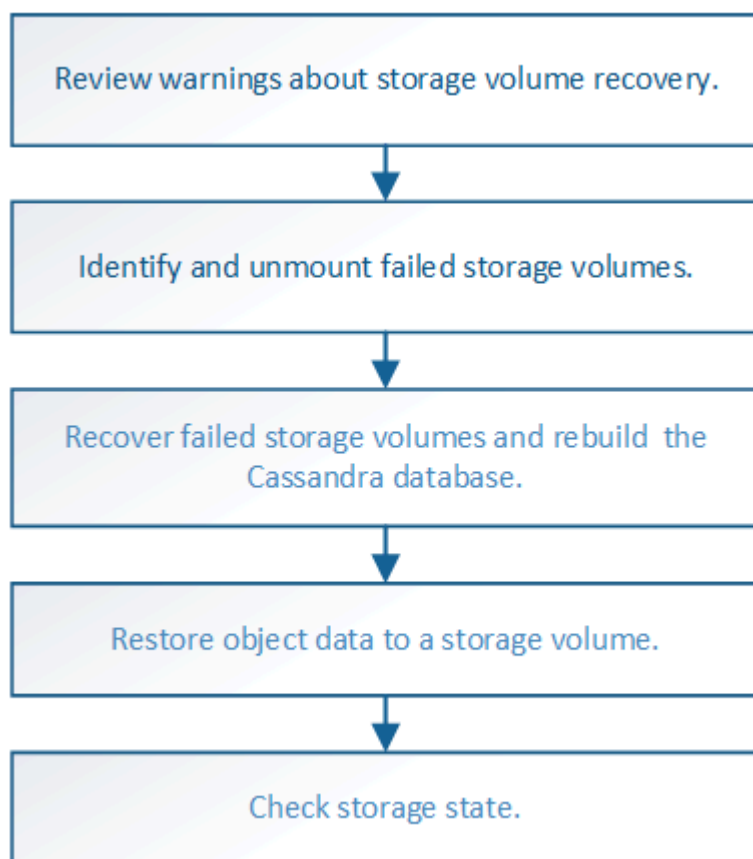 Review warnings about storage volume recovery.
Identify and unmount failed storage volumes.
Recover failed storage volumes and rebuild the
Cassandra database.
Restore object data to a storage volume.
Check storage state.